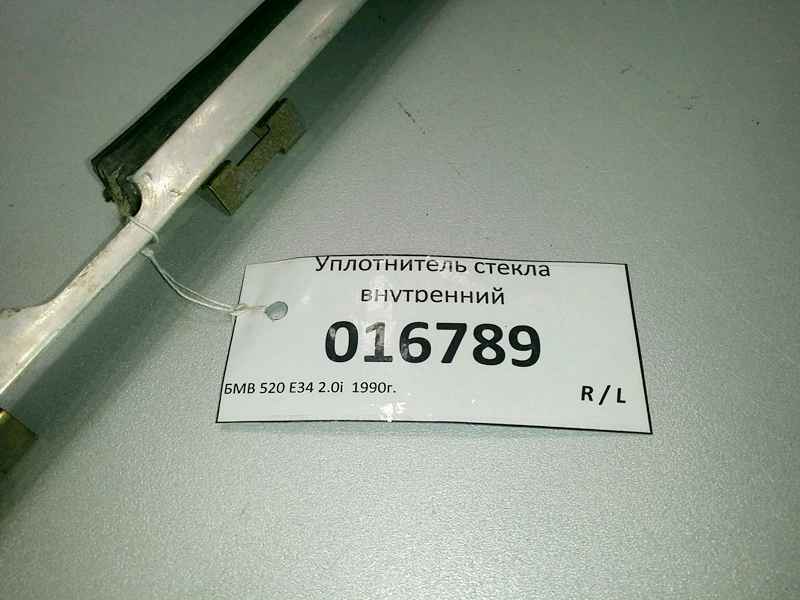 Уплотнитель стекла
внутренний
016789
БМВ 520 E34 2.0i 1990г.
R / L